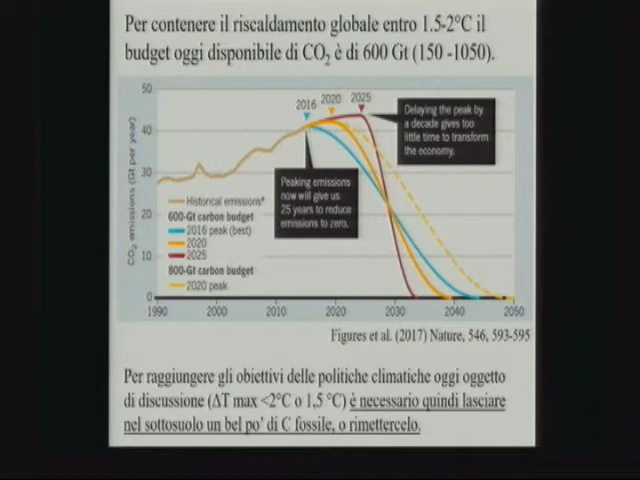 Per contenere il riscaldamento globale entro 1.5-2°C il
budget oggi disponibile di CO₂ è di 600 Gt (150 -1050).
50
40
30
20
10
0
CO₂ emissions (Gt per year)
2016
2020
2025
Delaying the peak by
a decade gives too
little time to transform
the economy.
Peaking emissions
now will give us
25 years to reduce
emissions to zero.
Historical emissions*
600-Gt carbon budget
2016 peak (best)
2020
2025
800-Gt carbon budget
2020 peak
1990
2000
2010
2020
2030
2040
2050
Figures et al. (2017) Nature, 546, 593-595
Per raggiungere gli obiettivi delle politiche climatiche oggi oggetto
di discussione (ΔT max <2°C o 1,5 °C) è necessario quindi lasciare
nel sottosuolo un bel po' di C fossile, o rimettercelo.